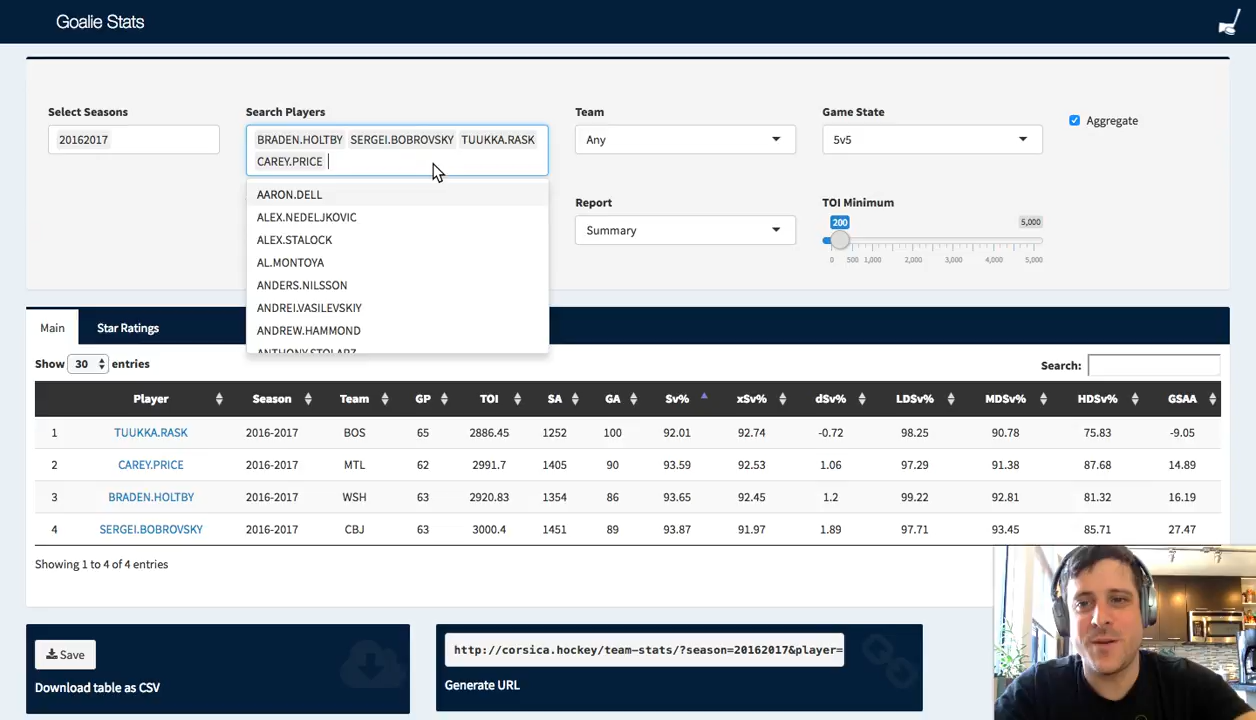 Goalie Stats
Select Seasons
20162017
Search Players
BRADEN.HOLTBY SERGEI.BOBROVSKY TUUKKA.RASK
CAREY.PRICE
AARON.DELL
ALEX.NEDELJKOVIC
ALEX.STALOCK
AL.MONTOYA
ANDERS.NILSSON
ANDREI.VASILEVSKIY
ANDREW.HAMMOND
ANTHONY.STOLARZ
Team
Any
Report
Summary
Game State
5v5
TOI Minimum
200 5,000
0 500 1,000 2,000 3,000 4,000 5,000
Aggregate
Main Star Ratings
Show 30 entries
Search:
Player Season Team GP TOI SA GA Sv% xSv% dSv% LDSv% MDSv% HDSv% GSAA
1 TUUKKA.RASK 2016-2017 BOS 65 2886.45 1252 100 92.01 92.74 -0.72 98.25 90.78 75.83 -9.05
2 CAREY.PRICE 2016-2017 MTL 62 2991.7 1405 90 93.59 92.53 1.06 97.29 91.38 87.68 14.89
3 BRADEN.HOLTBY 2016-2017 WSH 63 2920.83 1354 86 93.65 92.45 1.2 99.22 92.81 81.32 16.19
4 SERGEI.BOBROVSKY 2016-2017 CBJ 63 3000.4 1451 89 93.87 91.97 1.89 97.71 93.45 85.71 27.47
Showing 1 to 4 of 4 entries
Save
Download table as CSV
http://corsica.hockey/team-stats/?season=20162017&player=
Generate URL